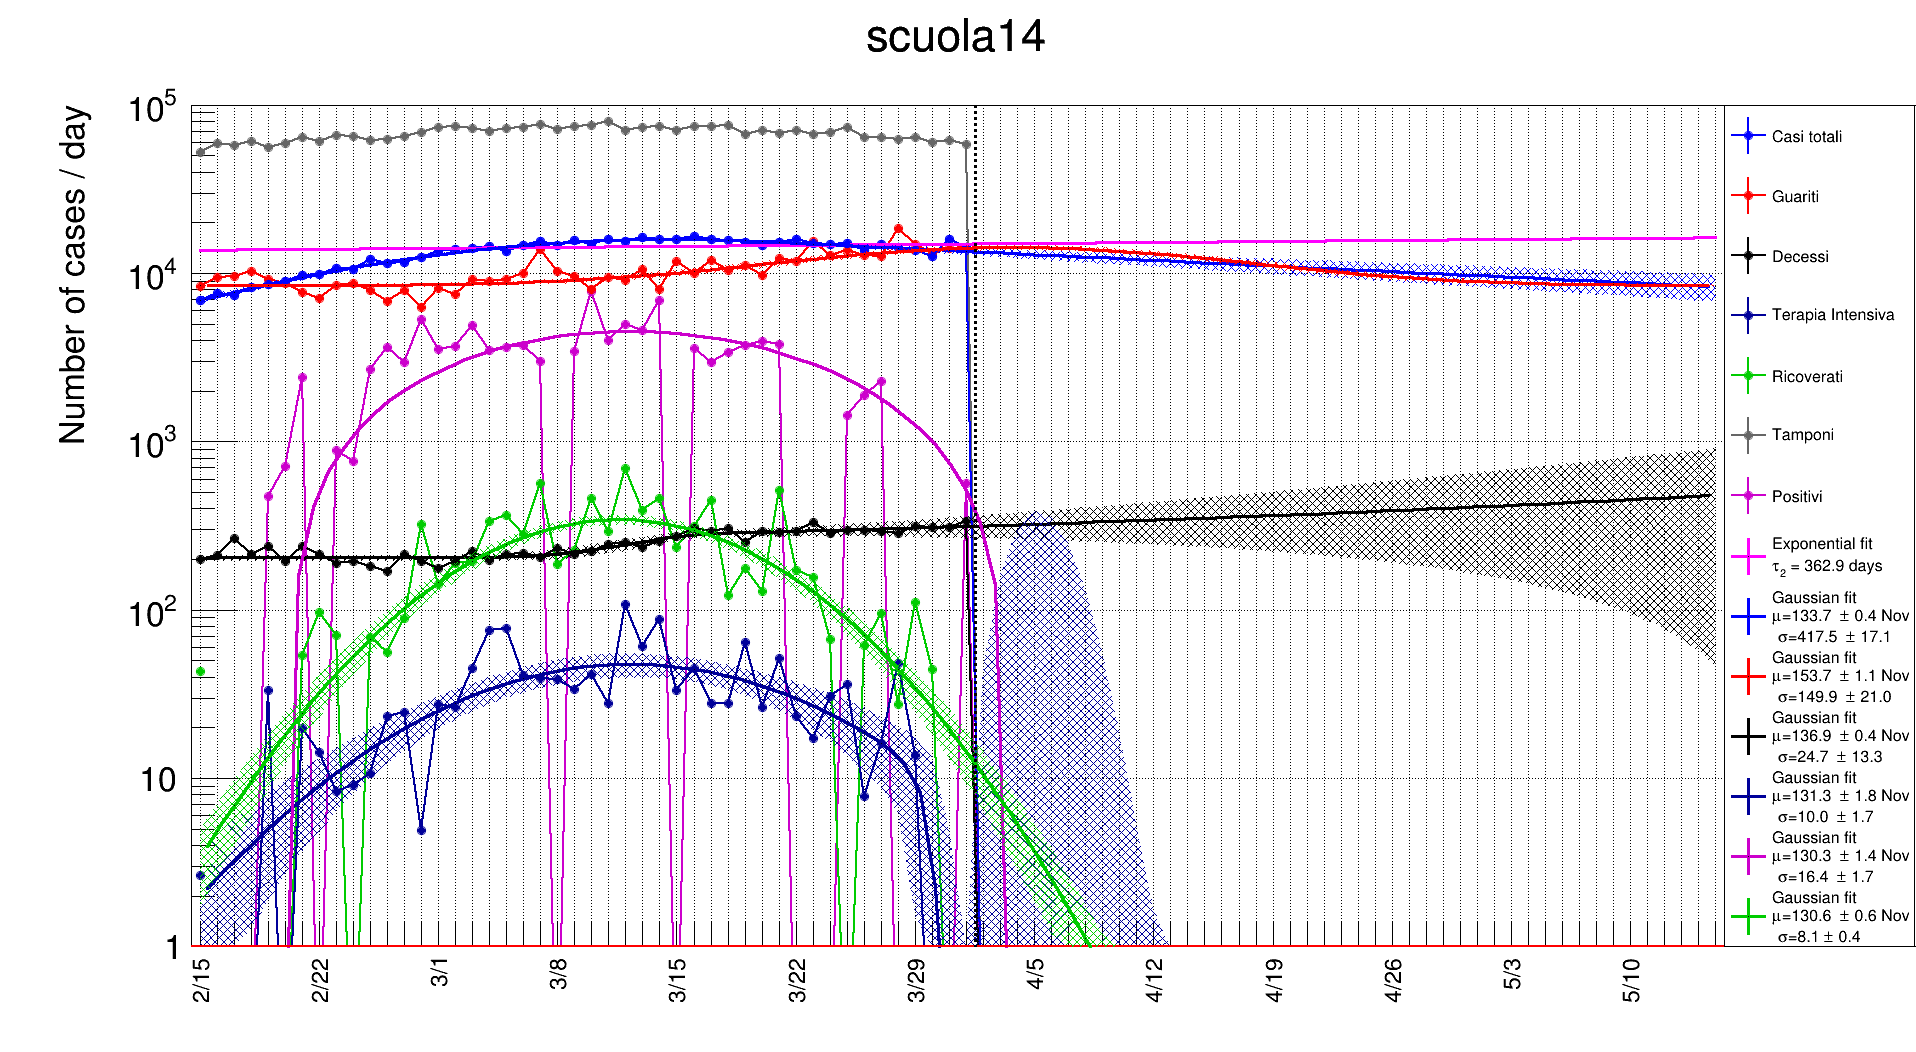 scuola14
Number of cases / day
10^5
10^4
10^3
10^2
10
1
2/15
2/22
3/1
3/8
3/15
3/22
3/29
4/5
4/12
4/19
4/26
5/3
5/10
Casi totali
Guariti
Decessi
Terapia Intensiva
Ricoverati
Tamponi
Positivi
Exponential fit
τ₂ = 362.9 days
Gaussian fit
μ=133.7 ± 0.4 Nov
σ=417.5 ± 17.1
Gaussian fit
μ=153.7 ± 1.1 Nov
σ=149.9 ± 21.0
Gaussian fit
μ=136.9 ± 0.4 Nov
σ=24.7 ± 13.3
Gaussian fit
μ=131.3 ± 1.8 Nov
σ=10.0 ± 1.7
Gaussian fit
μ=130.3 ± 1.4 Nov
σ=16.4 ± 1.7
Gaussian fit
μ=130.6 ± 0.6 Nov
σ=8.1 ± 0.4